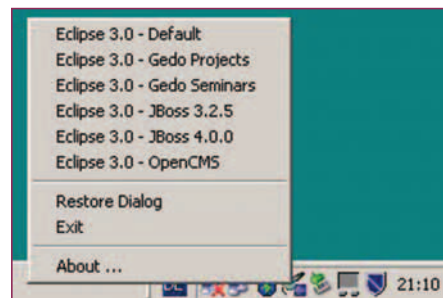 Eclipse 3.0 - Default
Eclipse 3.0 - Gedo Projects
Eclipse 3.0 - Gedo Seminars
Eclipse 3.0 - JBoss 3.2.5
Eclipse 3.0 - JBoss 4.0.0
Eclipse 3.0 - OpenCMS
Restore Dialog
Exit
About ...
21:10